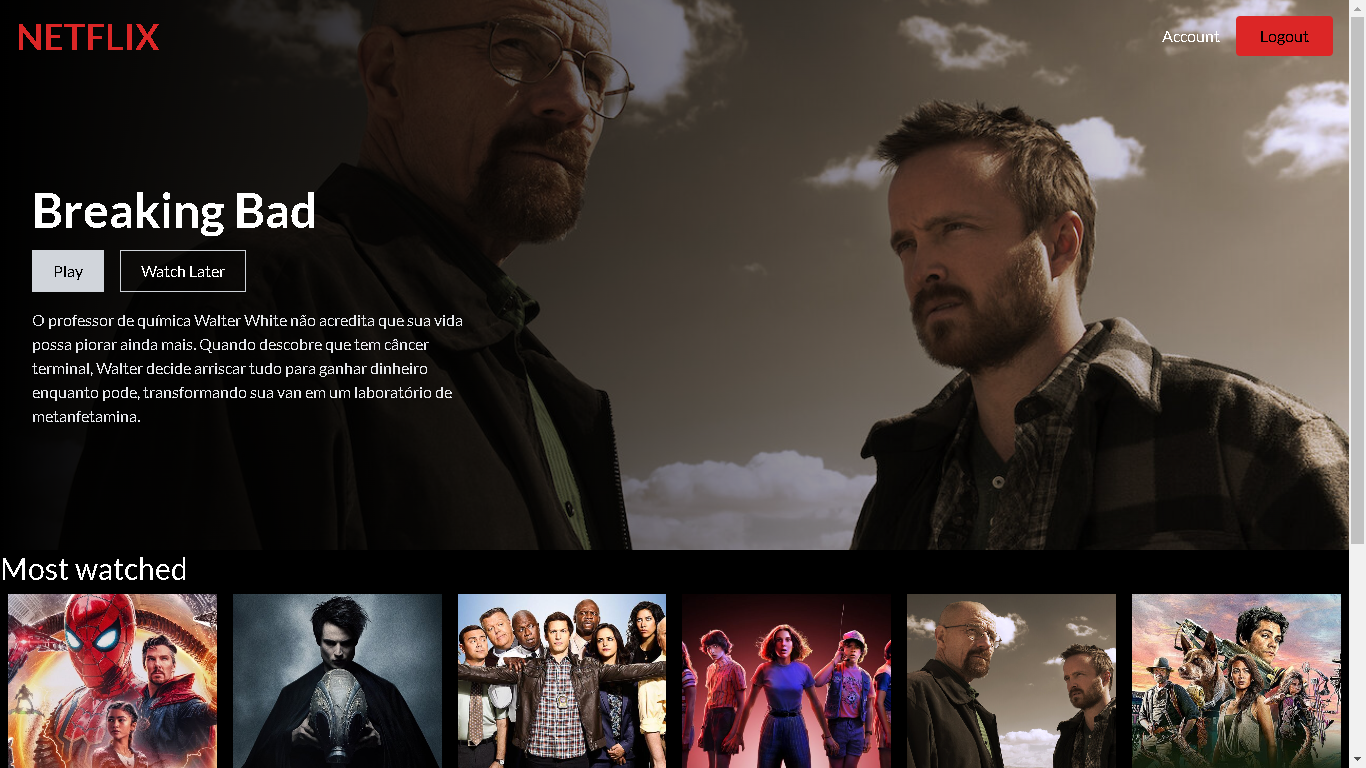 NETFLIX
Account
Logout
Breaking Bad
Play
Watch Later
O professor de química Walter White não acredita que sua vida
possa piorar ainda mais. Quando descobre que tem câncer
terminal, Walter decide arriscar tudo para ganhar dinheiro
enquanto pode, transformando sua van em um laboratório de
metanfetamina.
Most watched